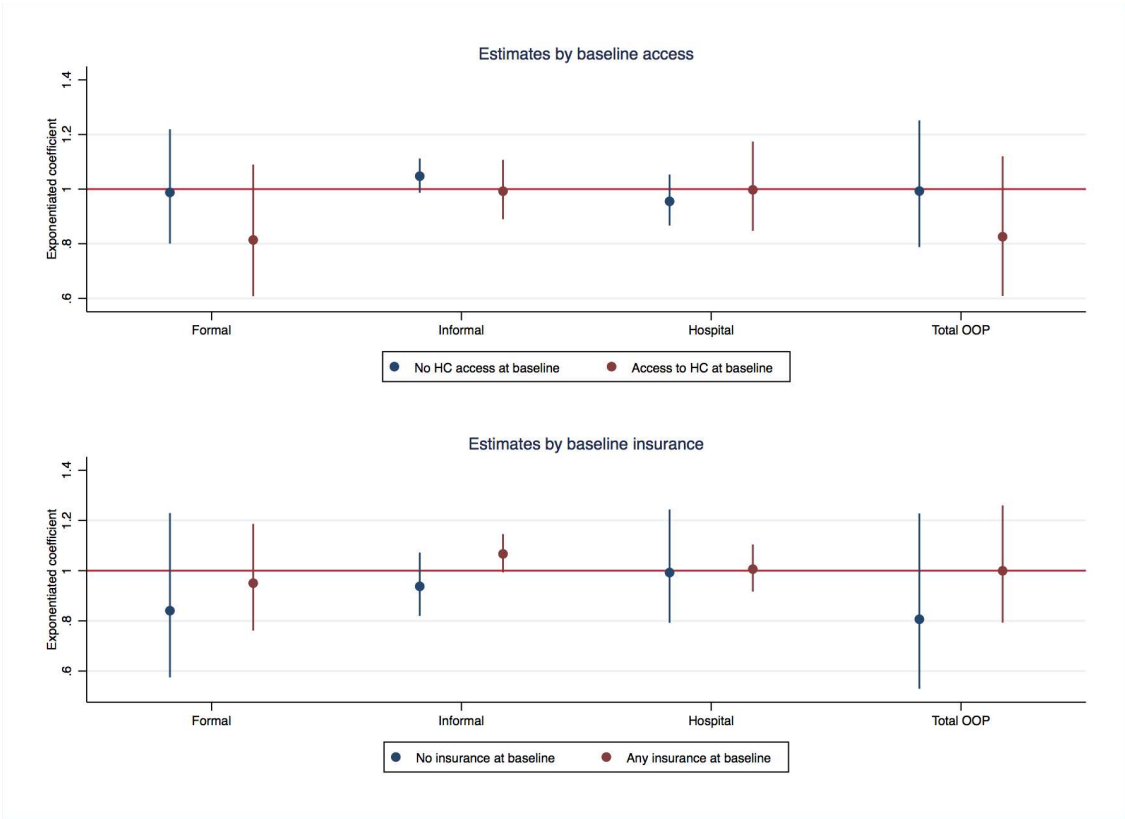 Estimates by baseline access
Exponentiated coefficient
1.4
1.2
1
.8
.6
Formal
Informal
Hospital
Total OOP
No HC access at baseline
Access to HC at baseline
Estimates by baseline insurance
Exponentiated coefficient
1.4
1.2
1
.8
.6
Formal
Informal
Hospital
Total OOP
No insurance at baseline
Any insurance at baseline